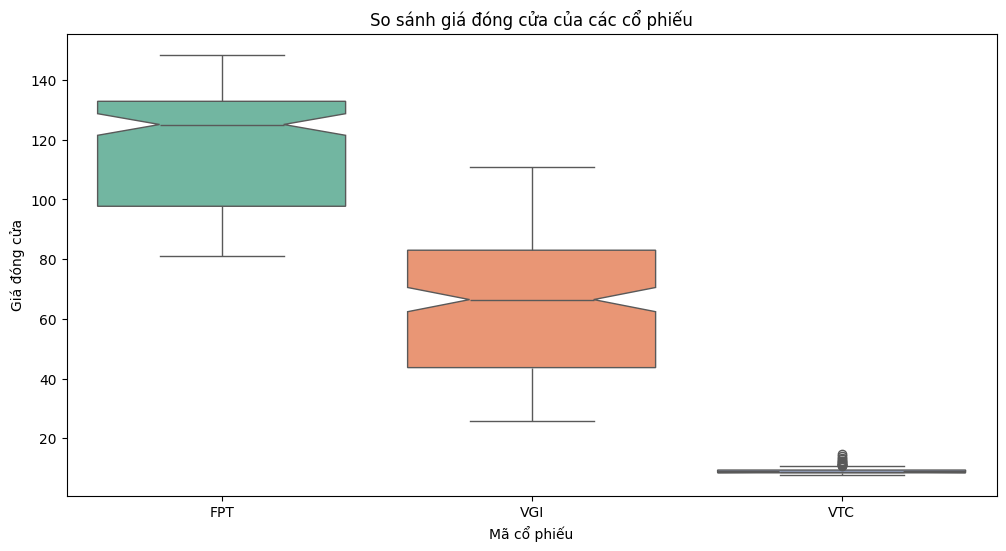 So sánh giá đóng cửa của các cổ phiếu
Giá đóng cửa
140
120
100
80
60
40
20
FPT
VGI
VTC
Mã cổ phiếu